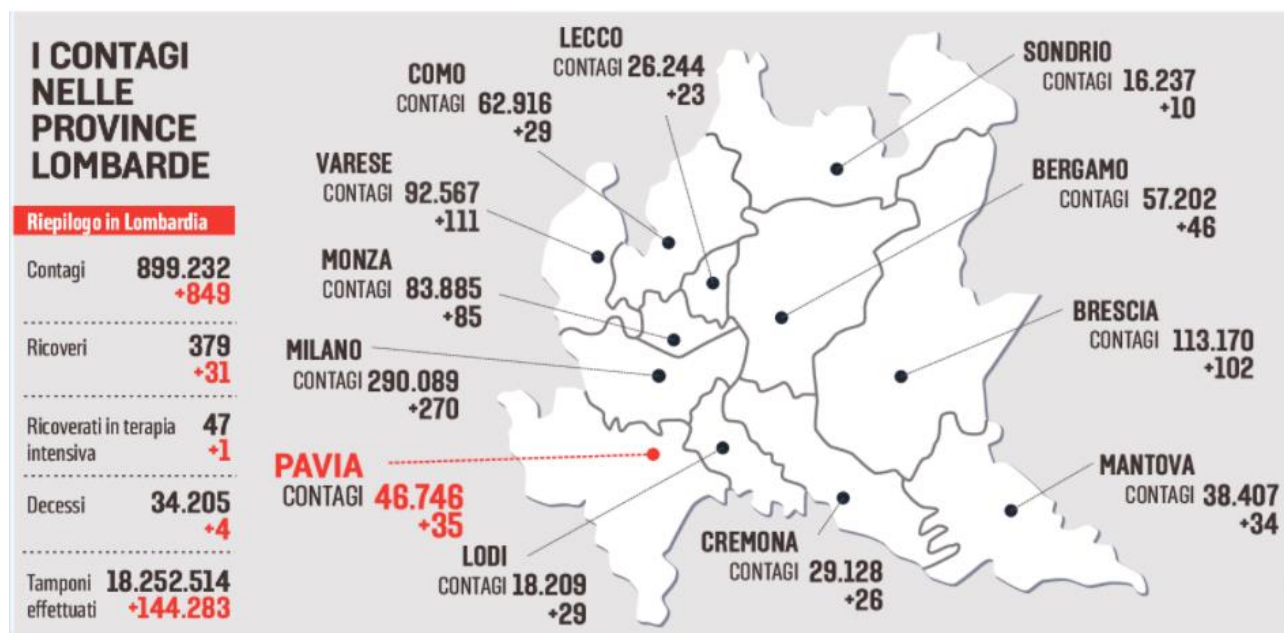 I CONTAGI
NELLE
PROVINCE
LOMBARDE
Riepilogo in Lombardia
Contagi 899.232
+849
Ricoveri 379
+31
Ricoverati in terapia intensiva 47
+1
Decessi 34.205
+4
Tamponi effettuati 18.252.514
+144.283
LECCO
CONTAGI 26.244
+23
COMO
CONTAGI 62.916
+29
VARESE
CONTAGI 92.567
+111
MONZA
CONTAGI 83.885
+85
MILANO
CONTAGI 290.089
+270
PAVIA
CONTAGI 46.746
+35
LODI
CONTAGI 18.209
+29
CREMONA
CONTAGI 29.128
+26
SONDRIO
CONTAGI 16.237
+10
BERGAMO
CONTAGI 57.202
+46
BRESCIA
CONTAGI 113.170
+102
MANTOVA
CONTAGI 38.407
+34